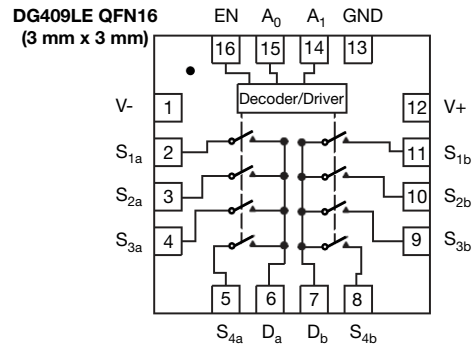 DG409LE QFN16
(3 mm x 3 mm)
EN A0 A1 GND
16 15 14 13
Decoder/Driver
V- 1 12 V+
S1a 2 11 S1b
S2a 3 10 S2b
S3a 4 9 S3b
5 6 7 8
S4a Da Db S4b